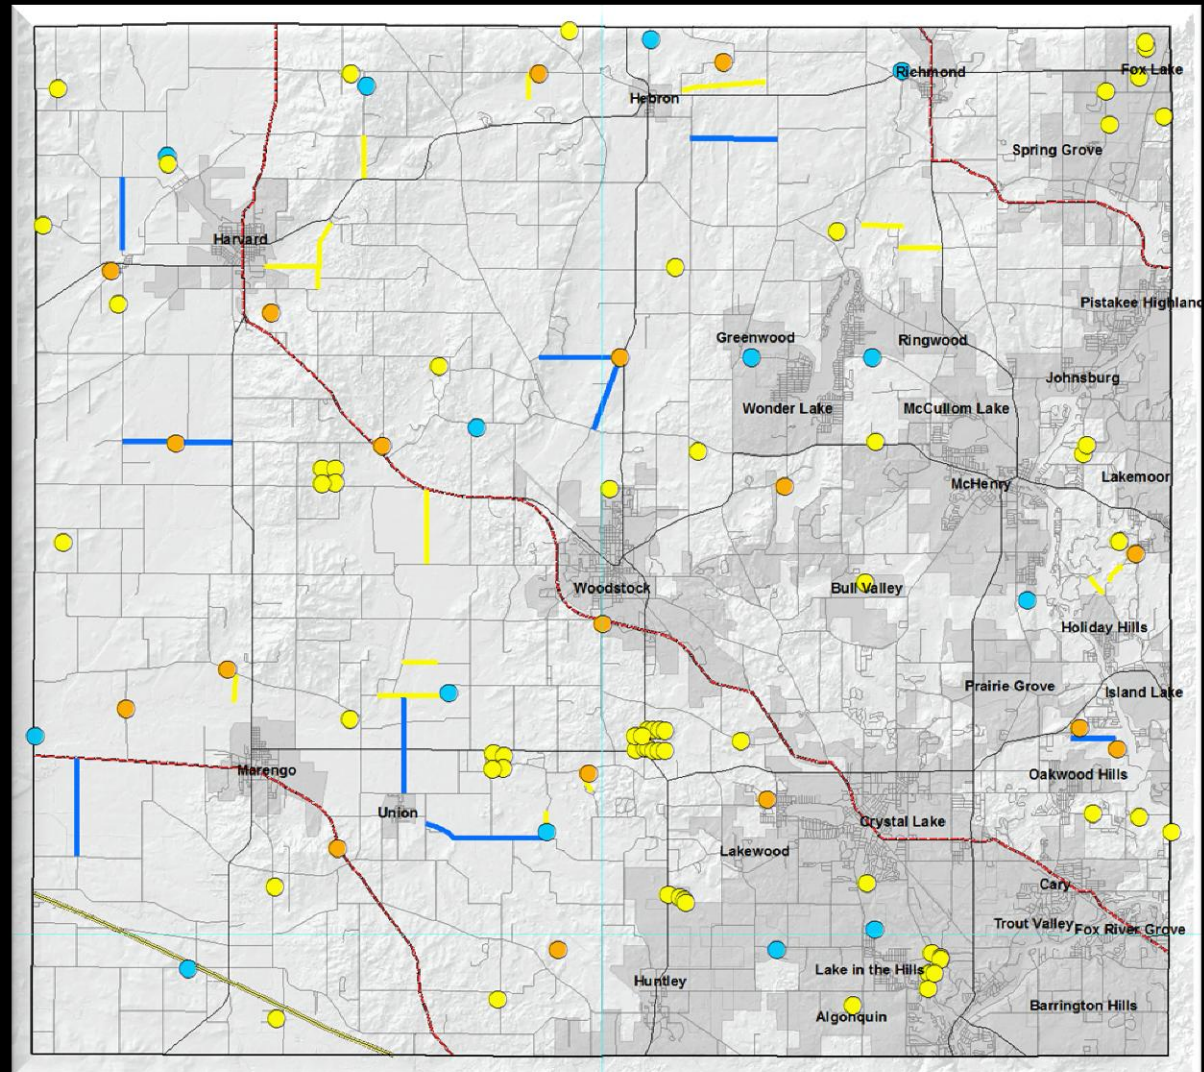 Fox Lake
Richmond
Hebron
Spring Grove
Harvard
Pistakee Highland
Greenwood
Ringwood
Johnsburg
Wonder Lake
McCullom Lake
Lakemoor
McHenry
Woodstock
Bull Valley
Holiday Hills
Prairie Grove
Island Lake
Marengo
Oakwood Hills
Union
Crystal Lake
Lakewood
Cary
Trout Valley
Fox River Grove
Lake in the Hills
Huntley
Barrington Hills
Algonquin